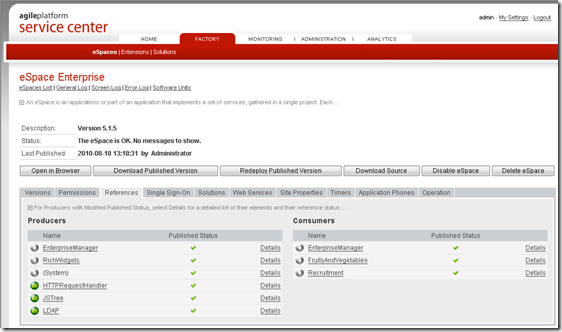 agileplatform
service center
admin · My Settings · Logout
HOME FACTORY MONITORING | ADMINISTRATION | ANALYTICS
eSpaces | Extensions | Solutions
eSpace Enterprise
eSpaces List | General Log | Screen Log | Error Log | Software Units
An eSpace is an applications or part of an application that implements a set of services, gathered in a single project. Each ...
Description: Version 5.1.5
Status: The eSpace is OK. No messages to show.
Last Published: 2010-08-18 13:18:31 by Administrator
Open in Browser Download Published Version Redeploy Published Version Download Source Disable eSpace Delete eSpace
Versions Permissions References Single Sign-On Solutions Web Services Site Properties Timers Application Phones Operation
For Producers with Modified Published Status, select Details for a detailed list of their elements and their reference status ...
Producers Consumers
Name Published Status Name Published Status
EnterpriseManager Details EnterpriseManager Details
RichWidgets Details FruitsAndVegetables Details
(System) Details Recruitment Details
HTTPRequestHandler Details
JSTree Details
LDAP Details